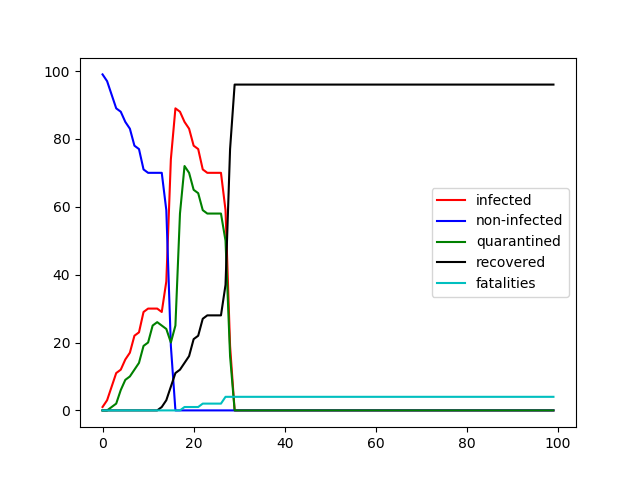 100
80
60
40
20
0
infected
non-infected
quarantined
recovered
fatalities
0 20 40 60 80 100